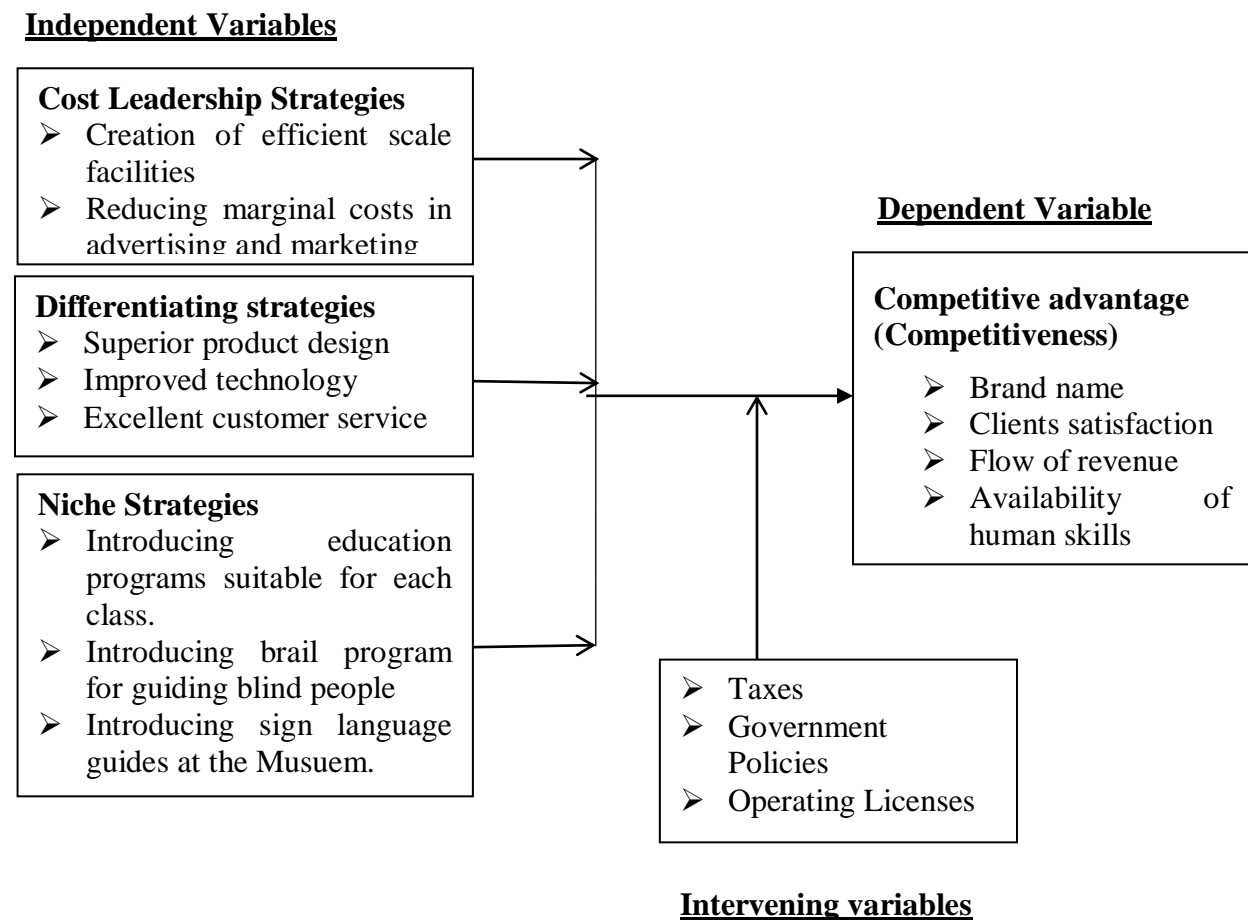 Independent Variables
Cost Leadership Strategies
➢ Creation of efficient scale
facilities
➢ Reducing marginal costs in
advertising and marketing
Differentiating strategies
➢ Superior product design
➢ Improved technology
➢ Excellent customer service
Niche Strategies
➢ Introducing education
programs suitable for each
class.
➢ Introducing brail program
for guiding blind people
➢ Introducing sign language
guides at the Musuem.
Dependent Variable
Competitive advantage
(Competitiveness)
➢ Brand name
➢ Clients satisfaction
➢ Flow of revenue
➢ Availability of
human skills
➢ Taxes
➢ Government
Policies
➢ Operating Licenses
Intervening variables